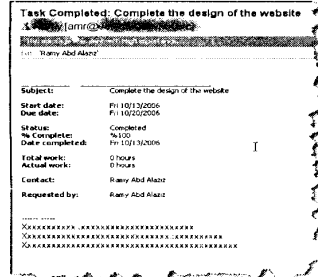 Task Completed: Complete the design of the website
[amr@
'Ramy Abd Alaziz'
Subject: Complete the design of the website
Start date: Fri 10/13/2006
Due date: Fri 10/20/2006
Status: Completed
% Complete: %100
Date completed: Fri 10/13/2006
Total work: 0 hours
Actual work: 0 hours
Contact: Ramy Abd Alaziz
Requested by: Ramy Abd Alaziz